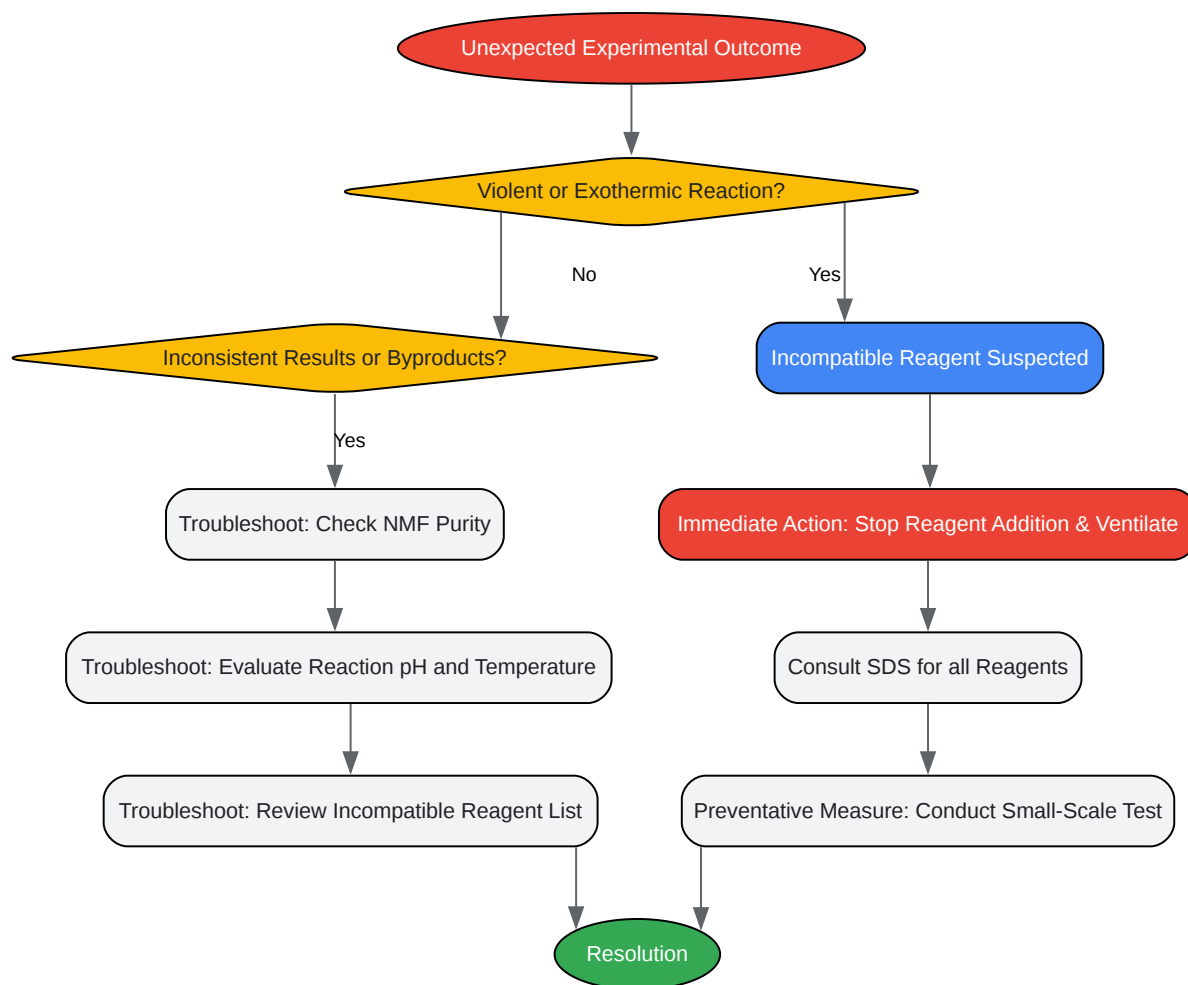 Unexpected Experimental Outcome
Violent or Exothermic Reaction?
No
Yes
Inconsistent Results or Byproducts?
Incompatible Reagent Suspected
Yes
Troubleshoot: Check NMF Purity
Immediate Action: Stop Reagent Addition & Ventilate
Troubleshoot: Evaluate Reaction pH and Temperature
Consult SDS for all Reagents
Troubleshoot: Review Incompatible Reagent List
Preventative Measure: Conduct Small-Scale Test
Resolution